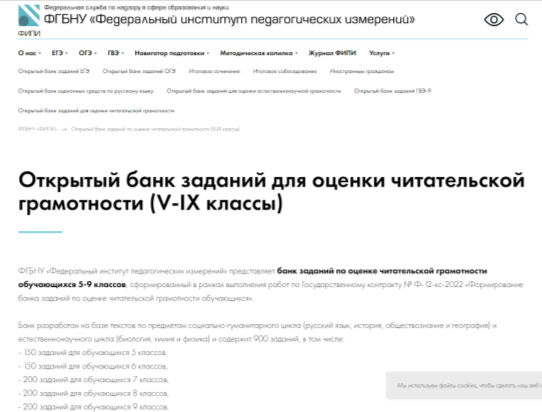 Федеральная служба по надзору в сфере образования и науки
ФГБНУ «Федеральный институт педагогических измерений»
ФИПИ
О нас ЕГЭ ОГЭ ГВЭ Навигатор подготовки Методическая копилка Журнал ФИПИ Услуги
Открытый банк заданий ЕГЭ Открытый банк заданий ОГЭ Итоговое сочинение Итоговое собеседование Иностранным гражданам
Открытый банк оценочных средств по русскому языку Открытый банк заданий для оценки естественнонаучной грамотности Открытый банк заданий ГВЭ-9
Открытый банк заданий для оценки читательской грамотности
ФГБНУ «ФИПИ» → Открытый банк заданий по оценке читательской грамотности (V-IX классы)
Открытый банк заданий для оценки читательской
грамотности (V-IX классы)
ФГБНУ «Федеральный институт педагогических измерений» представляет банк заданий по оценке читательской грамотности
обучающихся 5-9 классов, сформированный в рамках выполнения работ по Государственному контракту № Ф-12-кс-2022 «Формирование
банка заданий по оценке читательской грамотности обучающихся».
Банк разработан на базе текстов по предметам социально-гуманитарного цикла (русский язык, история, обществознание и география) и
естественнонаучного цикла (биология, химия и физика) и содержит 900 заданий, в том числе:
- 150 заданий для обучающихся 5 классов,
- 150 заданий для обучающихся 6 классов,
- 200 заданий для обучающихся 7 классов,
- 200 заданий для обучающихся 8 классов,
- 200 заданий для обучающихся 9 классов.
Мы используем файлы cookies, чтобы сделать наш веб-